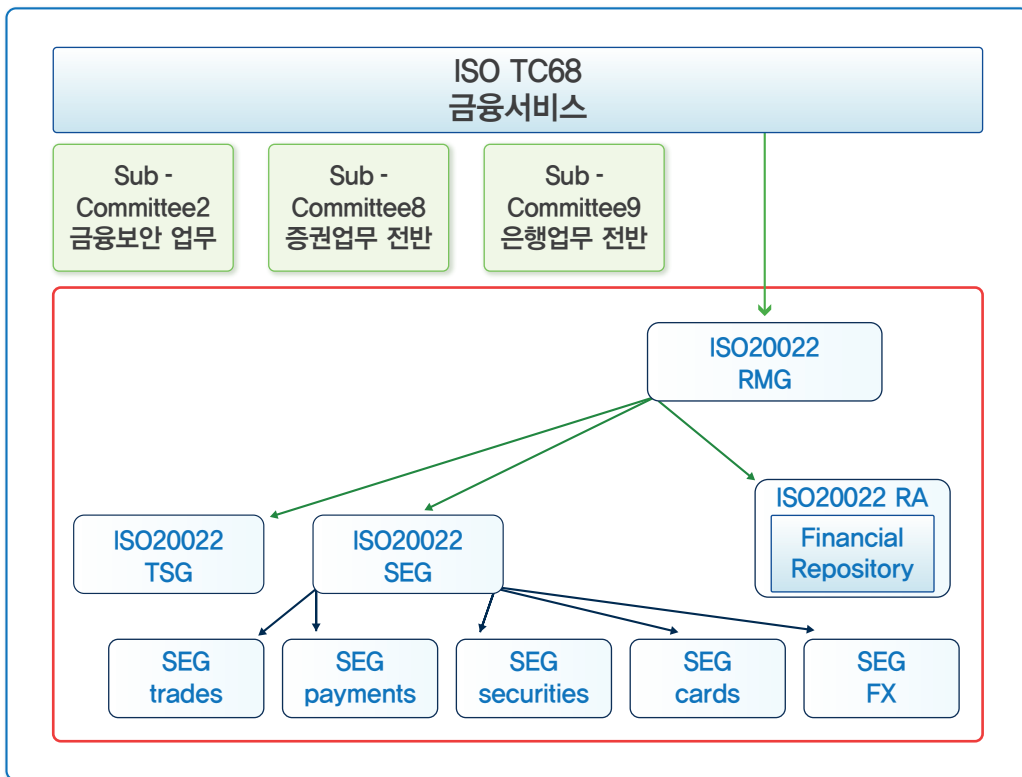 ISO TC68
금융서비스
Sub -
Committee2
금융보안 업무
Sub -
Committee8
증권업무 전반
Sub -
Committee9
은행업무 전반
ISO20022
RMG
ISO20022
TSG
ISO20022
SEG
ISO20022 RA
Financial
Repository
SEG
trades
SEG
payments
SEG
securities
SEG
cards
SEG
FX